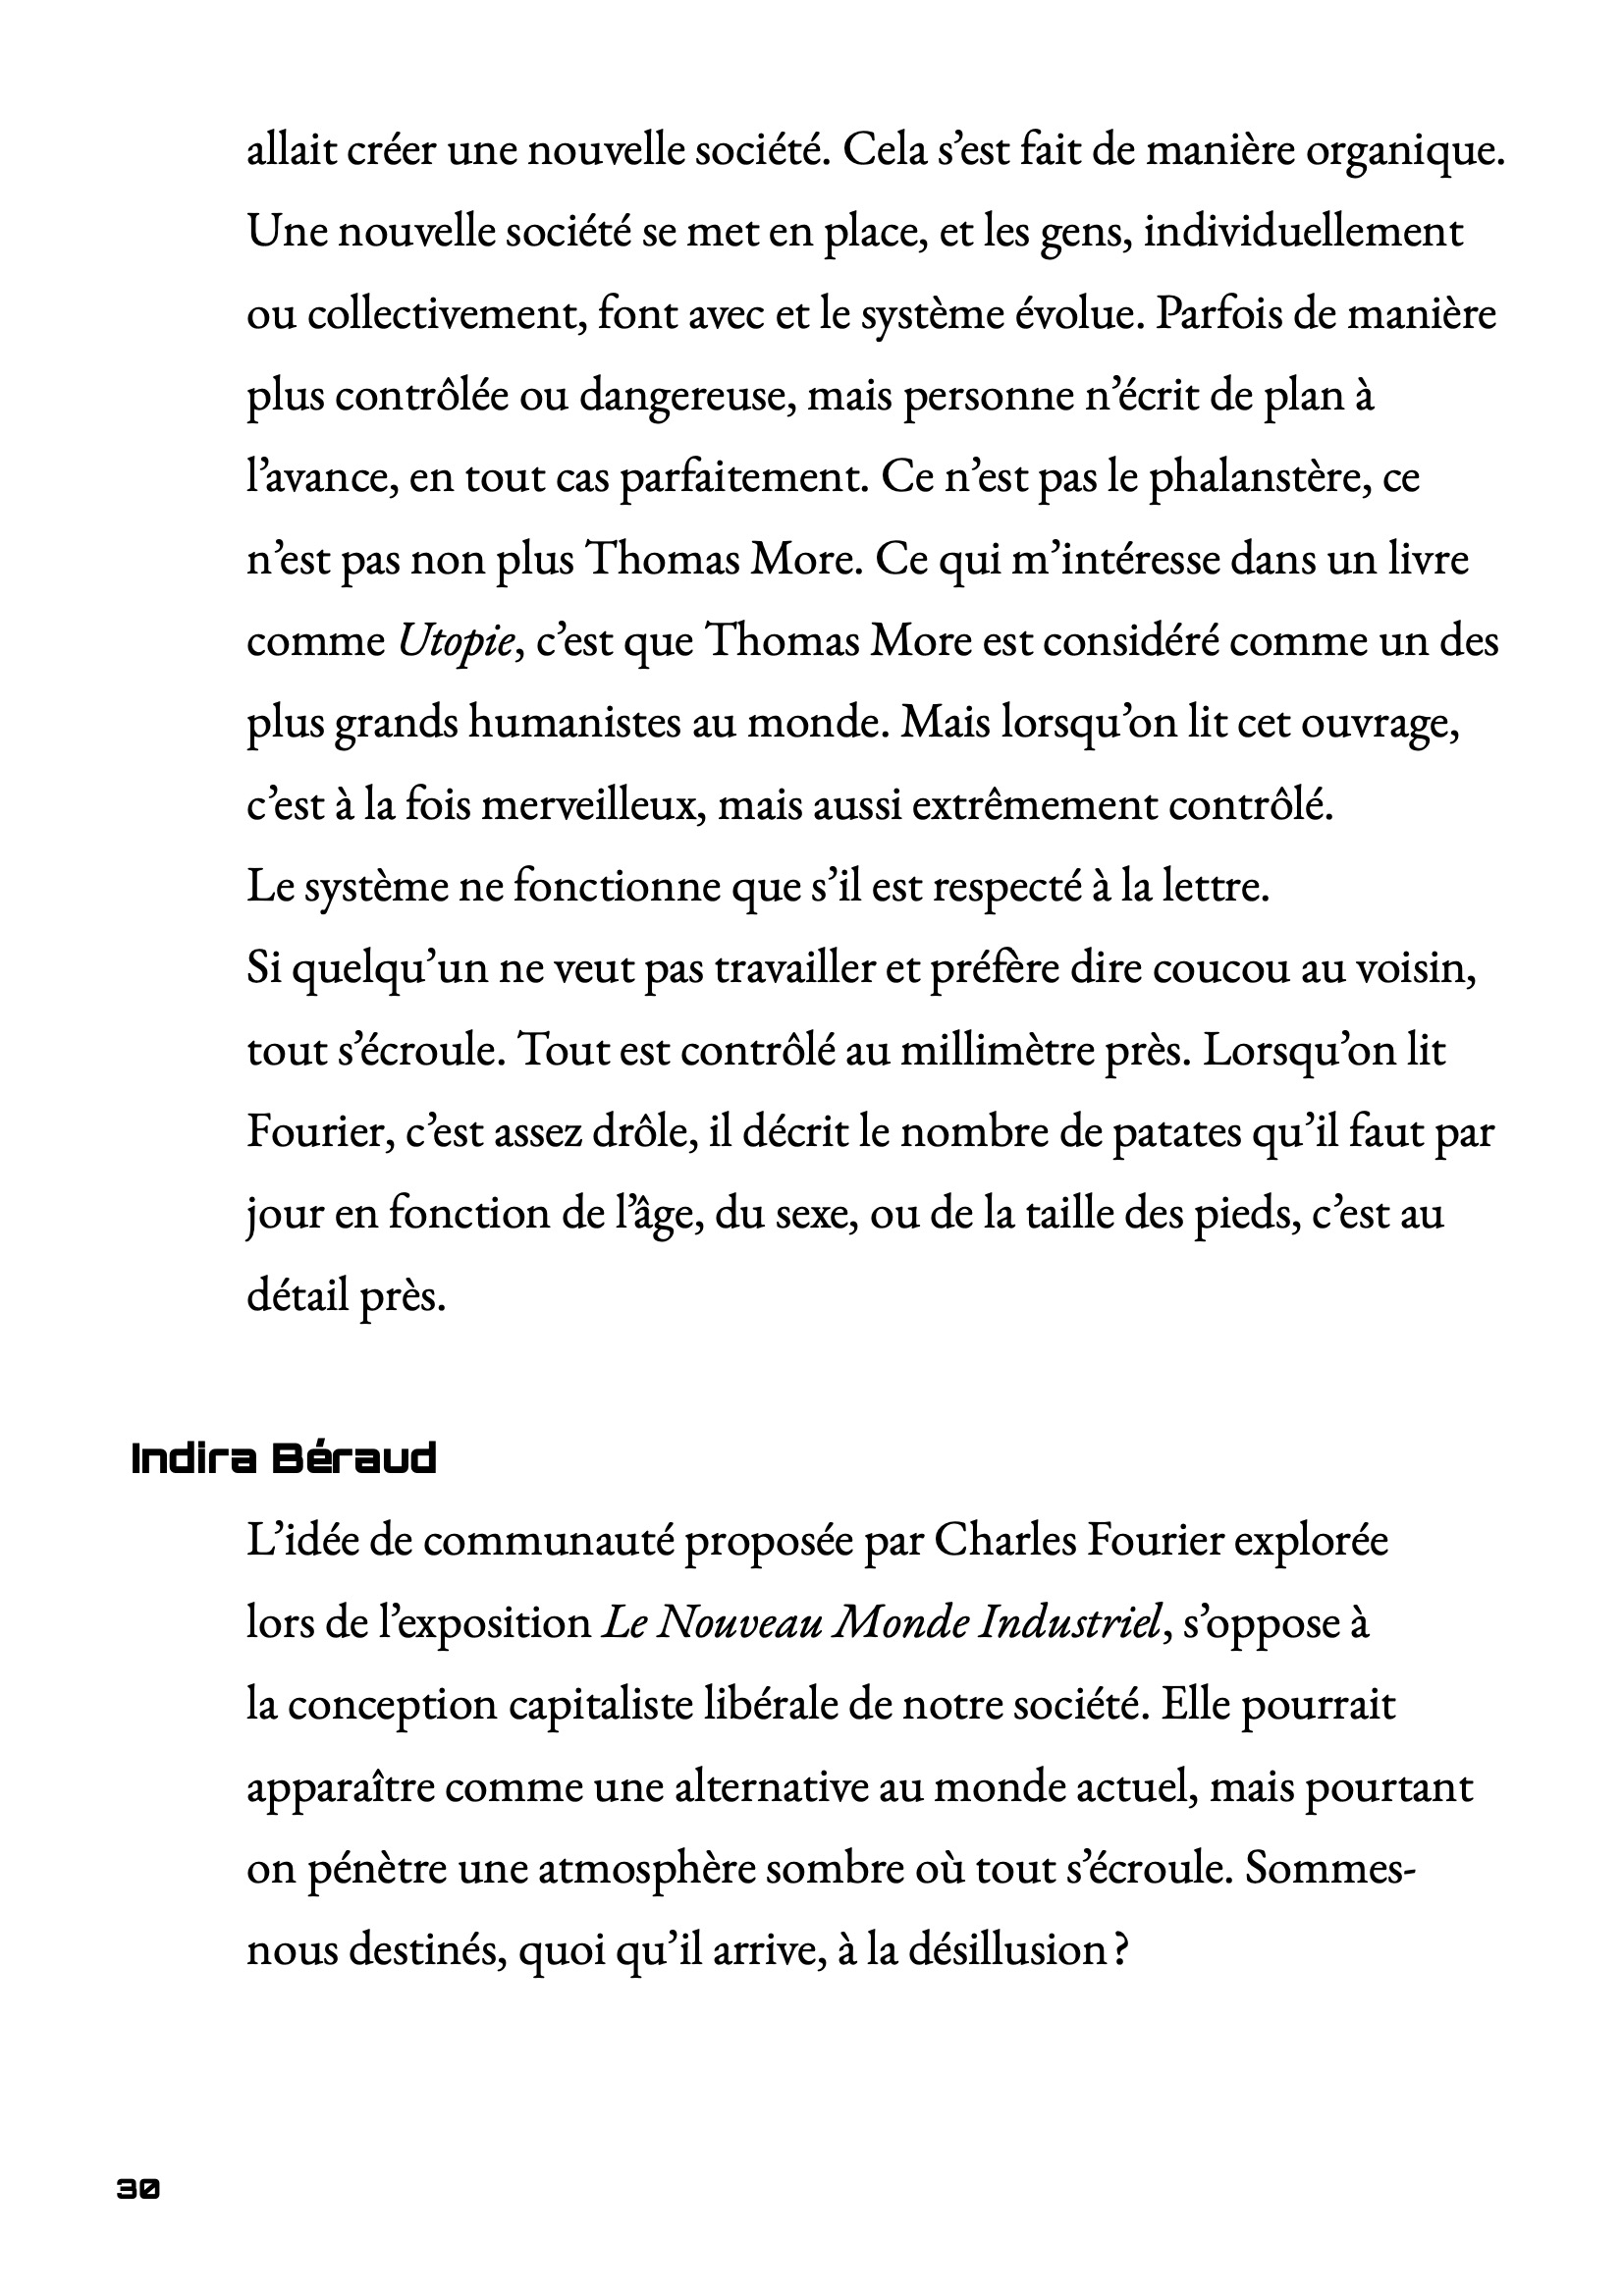 allait créer une nouvelle société. Cela s’est fait de manière organique.
Une nouvelle société se met en place, et les gens, individuellement
ou collectivement, font avec et le système évolue. Parfois de manière
plus contrôlée ou dangereuse, mais personne n’écrit de plan à
l’avance, en tout cas parfaitement. Ce n’est pas le phalanstère, ce
n’est pas non plus Thomas More. Ce qui m’intéresse dans un livre
comme Utopie, c’est que Thomas More est considéré comme un des
plus grands humanistes au monde. Mais lorsqu’on lit cet ouvrage,
c’est à la fois merveilleux, mais aussi extrêmement contrôlé.
Le système ne fonctionne que s’il est respecté à la lettre.
Si quelqu’un ne veut pas travailler et préfère dire coucou au voisin,
tout s’écroule. Tout est contrôlé au millimètre près. Lorsqu’on lit
Fourier, c’est assez drôle, il décrit le nombre de patates qu’il faut par
jour en fonction de l’âge, du sexe, ou de la taille des pieds, c’est au
détail près.
Indira Béraud
L’idée de communauté proposée par Charles Fourier explorée
lors de l’exposition Le Nouveau Monde Industriel, s’oppose à
la conception capitaliste libérale de notre société. Elle pourrait
apparaître comme une alternative au monde actuel, mais pourtant
on pénètre une atmosphère sombre où tout s’écroule. Sommes-
nous destinés, quoi qu’il arrive, à la désillusion ?
30